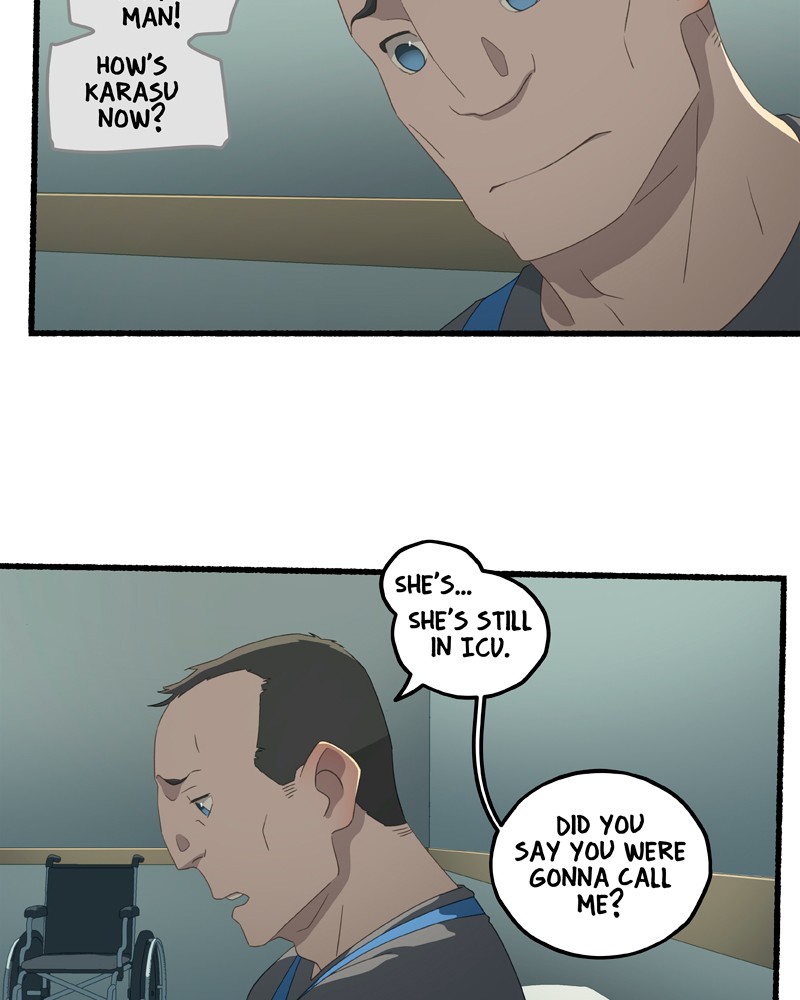 MAN!
HOW'S
KARASU
NOW?
SHE'S...
SHE'S STILL
IN ICU.
DID YOU
SAY YOU WERE
GONNA CALL
ME?